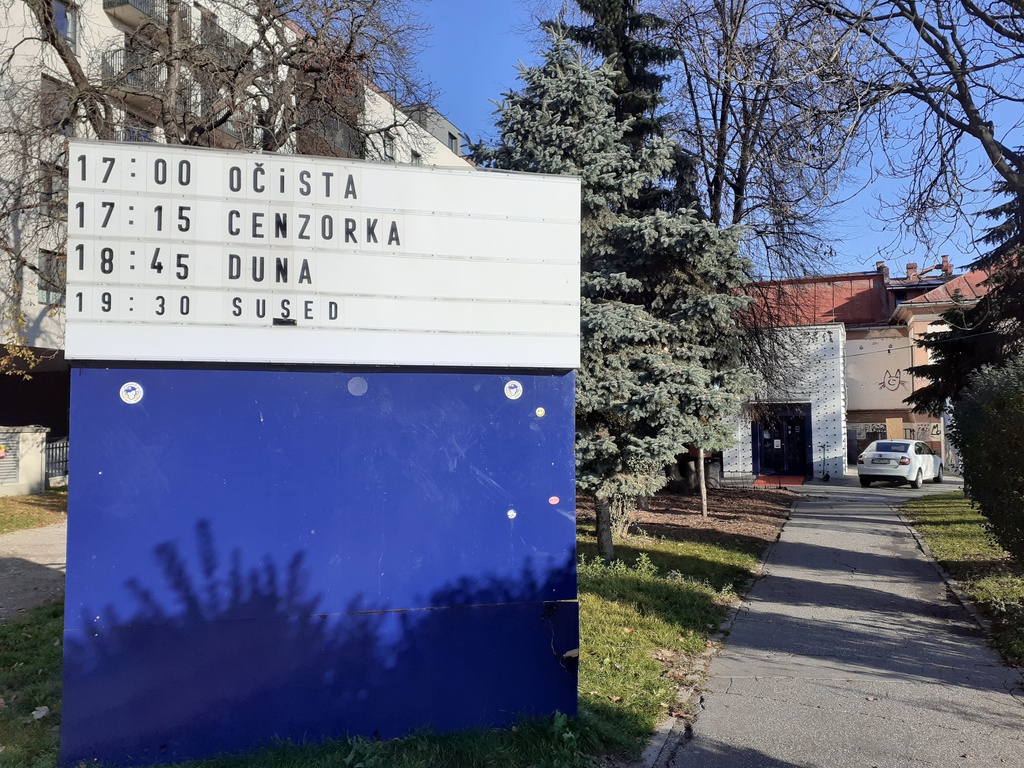 17:00 OČiSTA
17:15 CENZORKA
18:45 DUNA
19:30 SUSED